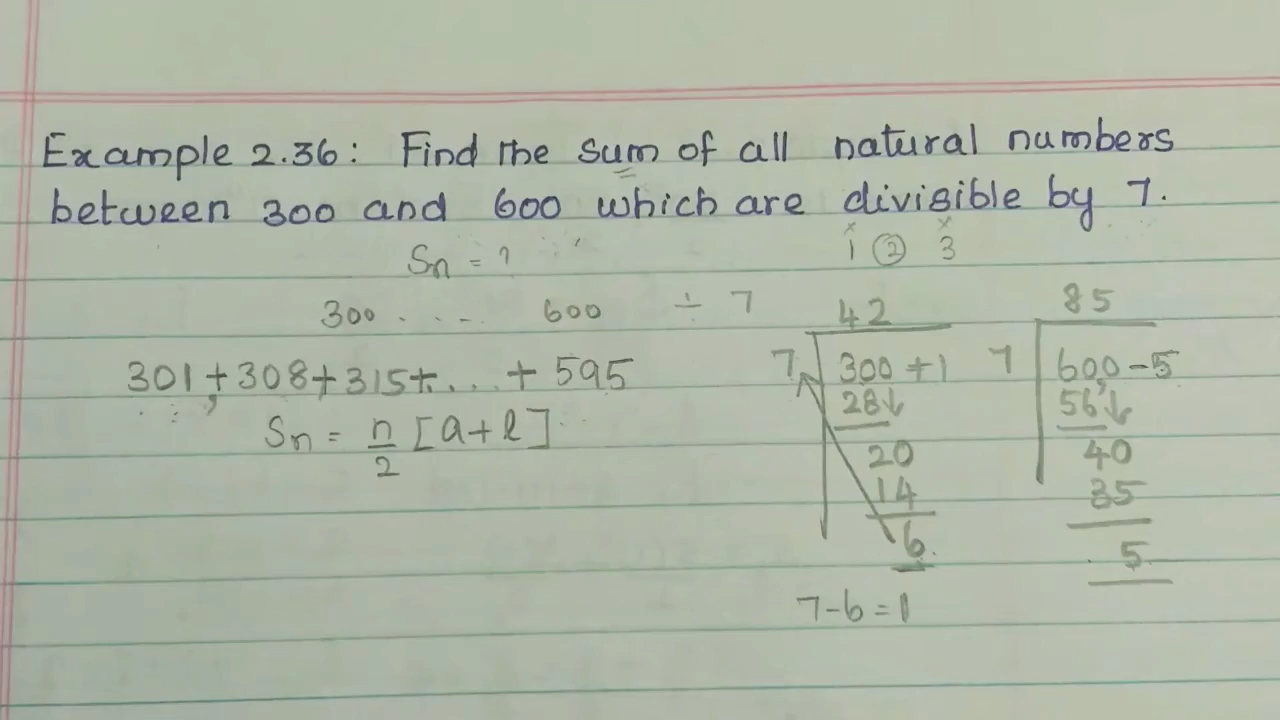 Example 2.36: Find the sum of all natural numbers
between 300 and 600 which are divisible by 7.
Sn = ?
1 ② 3
300 . ... 600 ÷ 7
301 + 308 + 315 + ... + 595
Sn = n/2 [a + l]
42
7 300 + 1
28↓
20
14
6
7 - 6 = 1
85
7 600 - 5
56↓
40
35
5